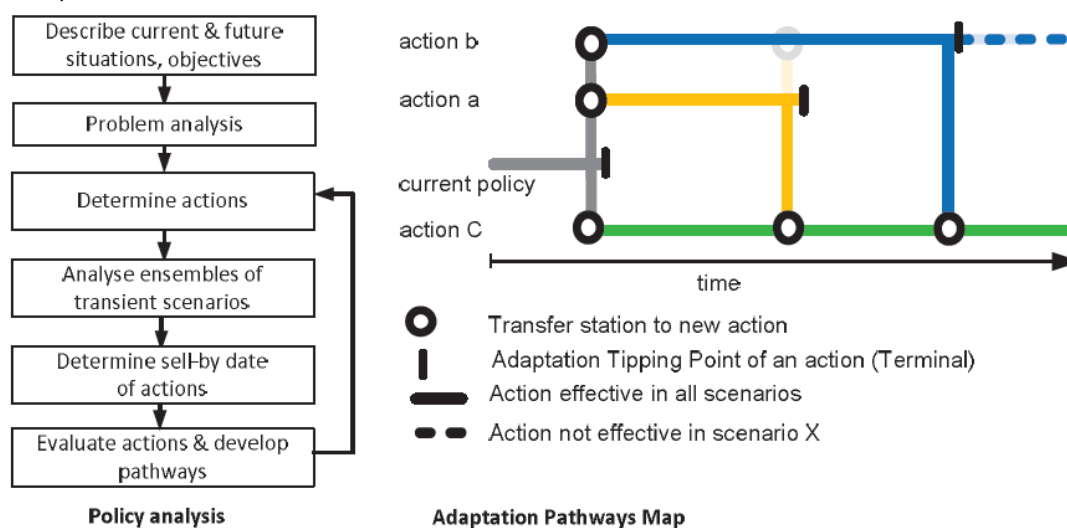 Describe current & future
situations, objectives
Problem analysis
Determine actions
Analyse ensembles of
transient scenarios
Determine sell-by date
of actions
Evaluate actions & develop
pathways
Policy analysis
action b
action a
current policy
action C
time
Transfer station to new action
Adaptation Tipping Point of an action (Terminal)
Action effective in all scenarios
Action not effective in scenario X
Adaptation Pathways Map